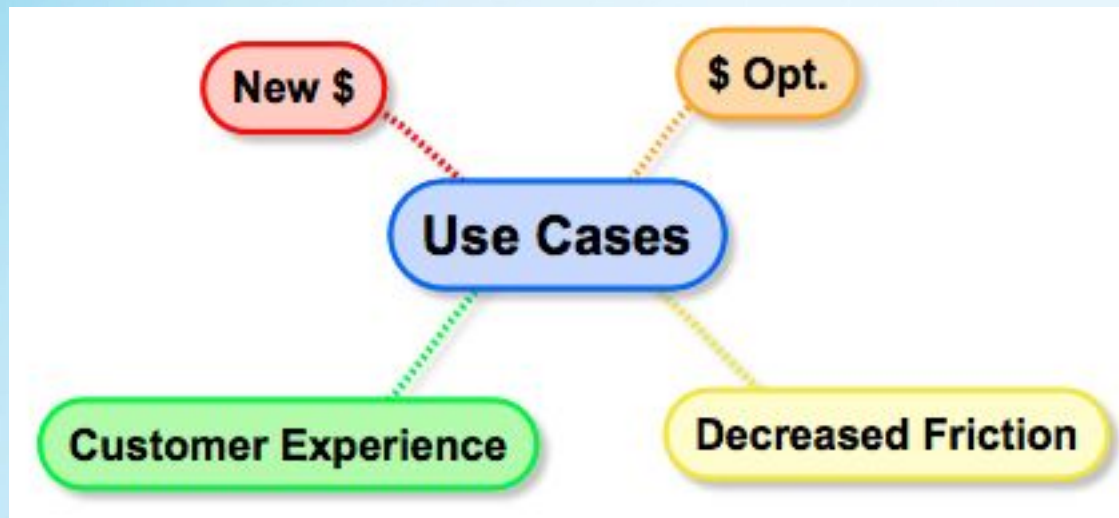 New $
$ Opt.
Use Cases
Customer Experience
Decreased Friction